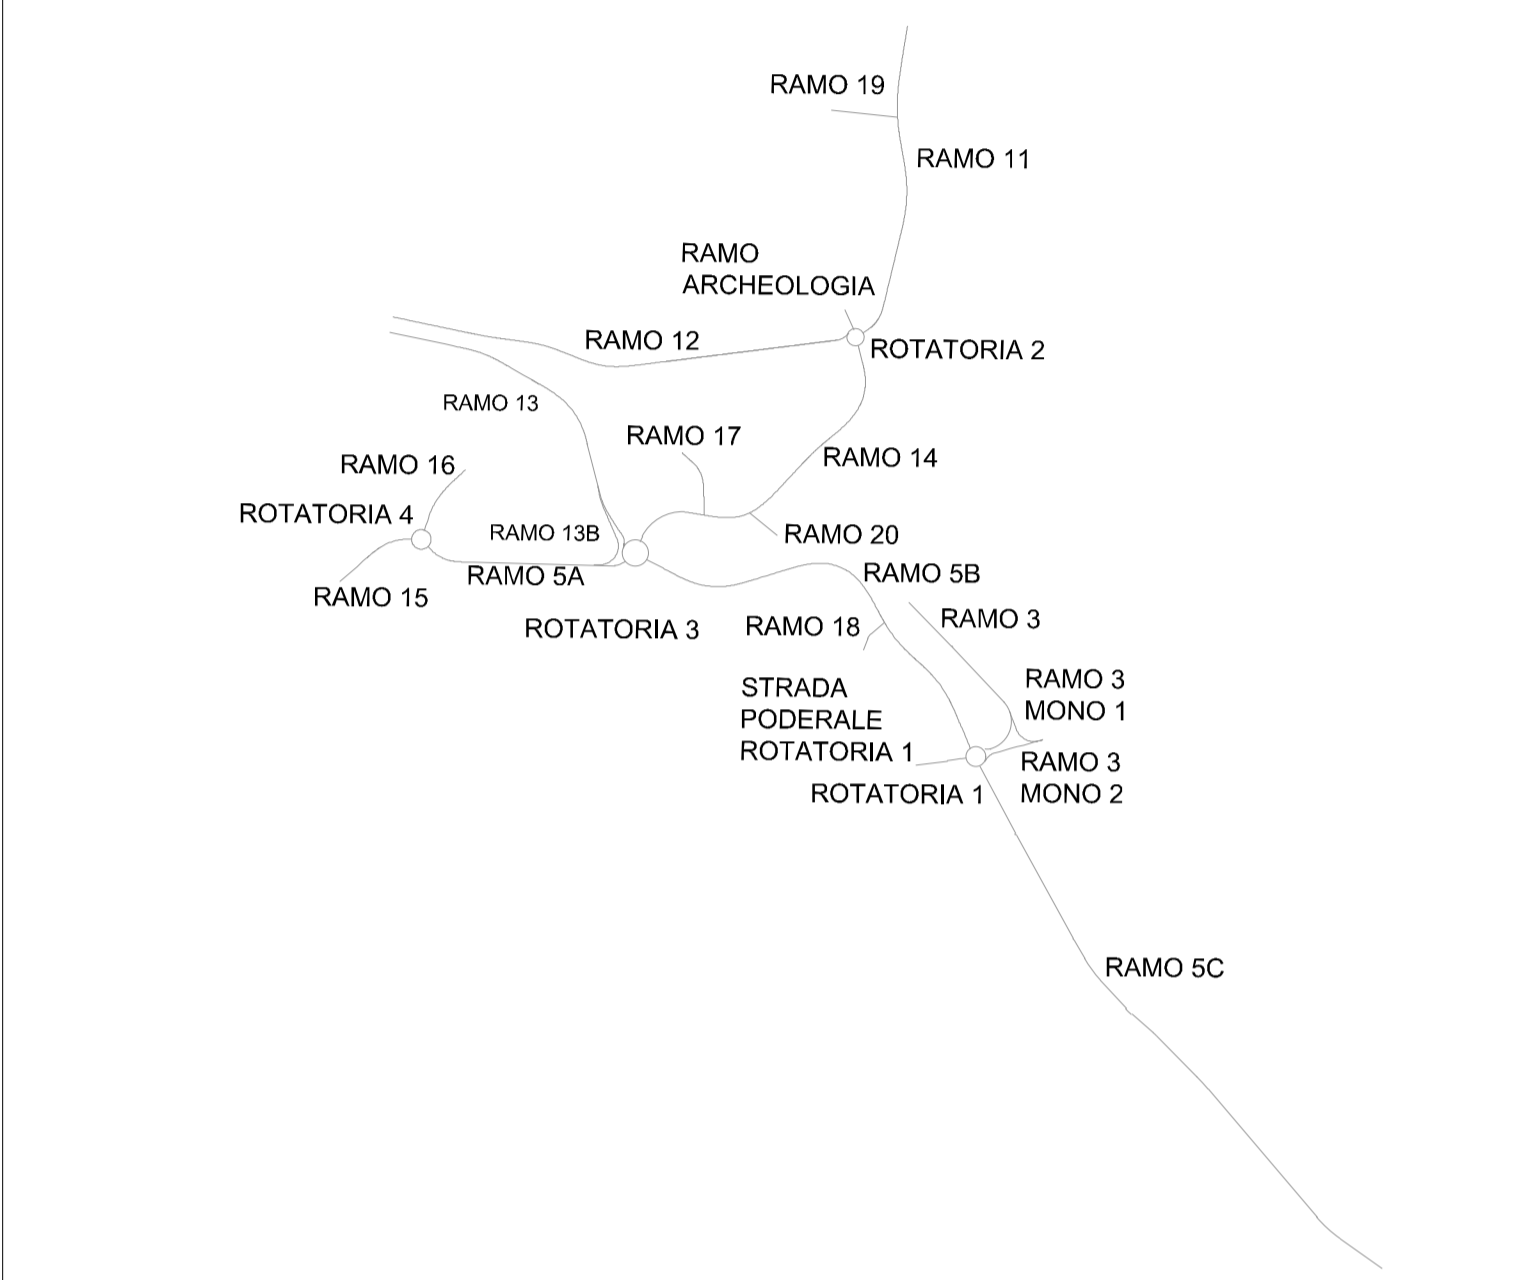 RAMO 19
RAMO 11
RAMO
ARCHEOLOGIA
RAMO 12
ROTATORIA 2
RAMO 13
RAMO 17
RAMO 14
RAMO 16
ROTATORIA 4
RAMO 13B
RAMO 20
RAMO 5A
RAMO 5B
RAMO 15
RAMO 3
ROTATORIA 3
RAMO 18
STRADA
PODERALE
ROTATORIA 1
RAMO 3
MONO 1
RAMO 3
MONO 2
ROTATORIA 1
RAMO 5C